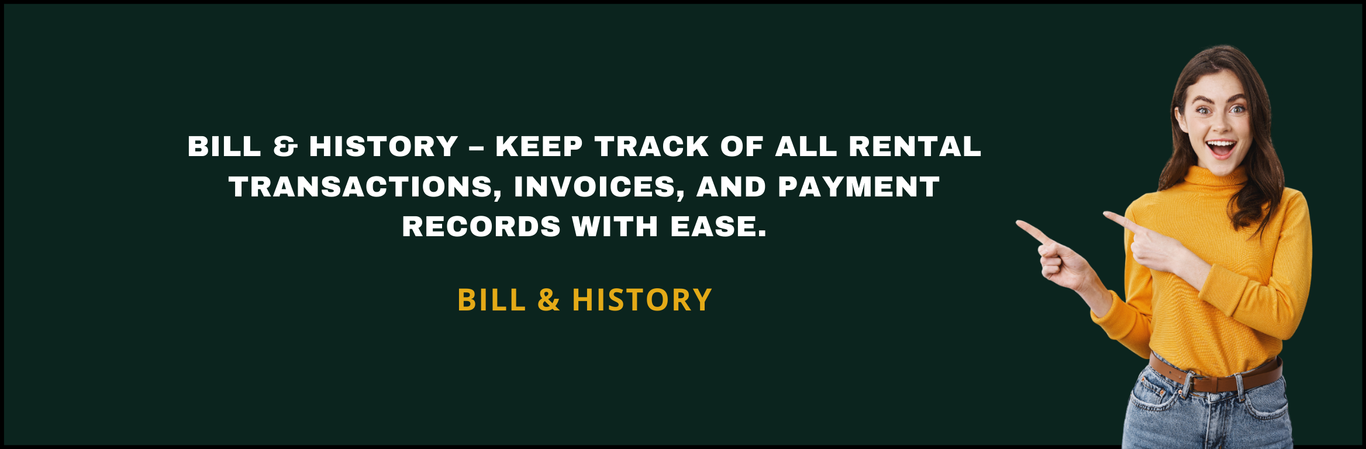 BILL & HISTORY – KEEP TRACK OF ALL RENTAL
TRANSACTIONS, INVOICES, AND PAYMENT
RECORDS WITH EASE.
BILL & HISTORY